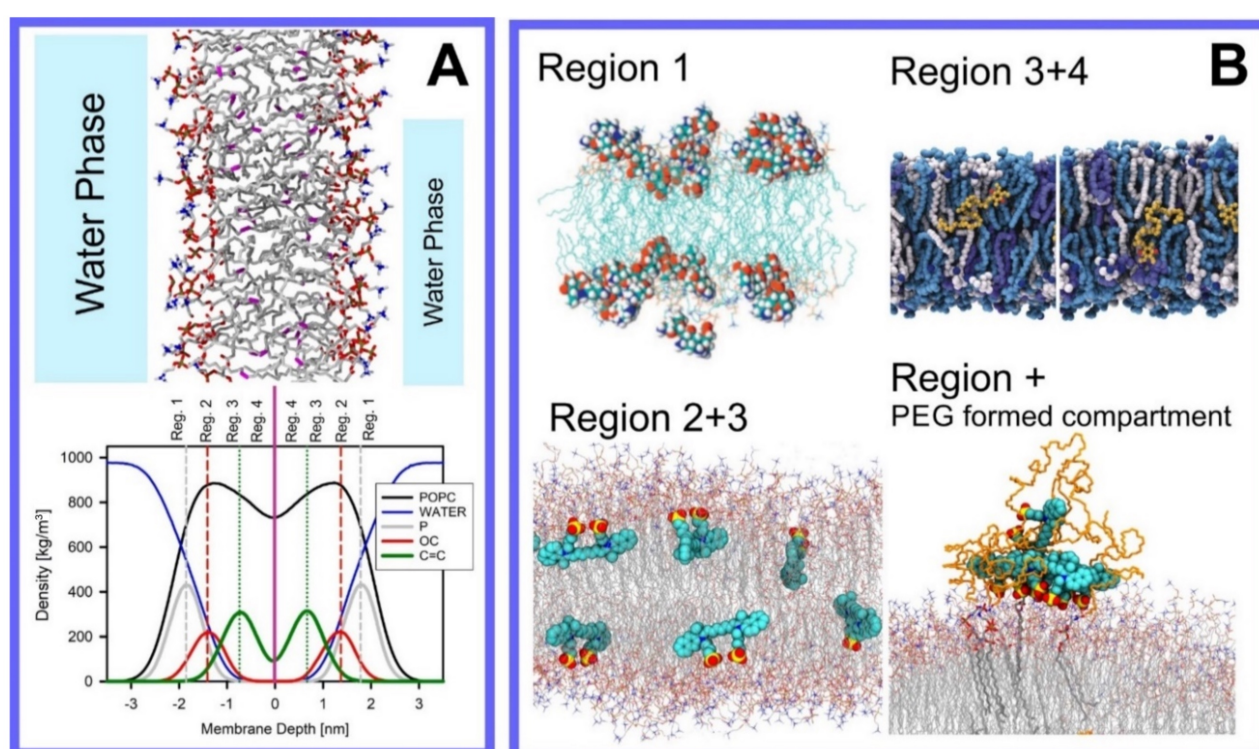 A
Water Phase
Water Phase
Reg. 1
Reg. 2
Reg. 3
Reg. 4
Reg. 4
Reg. 3
Reg. 2
Reg. 1
1000
800
600
400
200
0
Density [kg/m³]
-3 -2 -1 0 1 2 3
Membrane Depth [nm]
POPC
WATER
P
OC
C=C
B
Region 1
Region 3+4
Region 2+3
Region +
PEG formed compartment